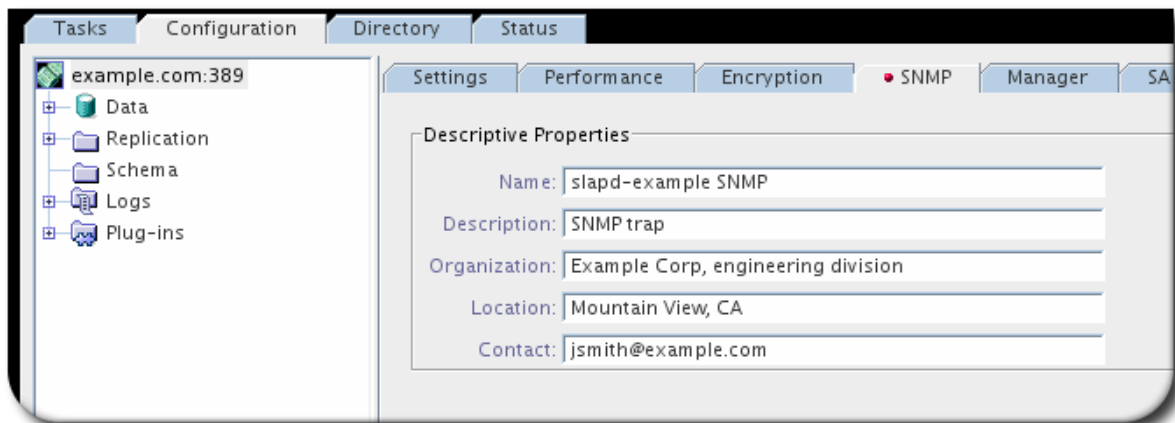 Tasks Configuration Directory Status
example.com:389
Data
Replication
Schema
Logs
Plug-ins
Settings Performance Encryption SNMP Manager SA
Descriptive Properties
Name: slapd-example SNMP
Description: SNMP trap
Organization: Example Corp, engineering division
Location: Mountain View, CA
Contact: jsmith@example.com